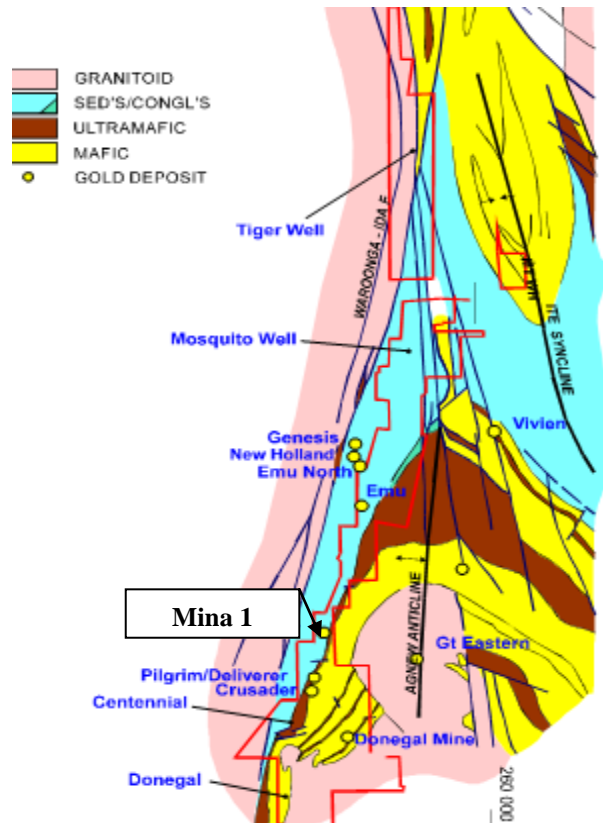 GRANITOID
SED'S/CONGL'S
ULTRAMAFIC
MAFIC
GOLD DEPOSIT
Tiger Well
WAROONGA - IDA F
ITE SYNCLINE
Mosquito Well
Vivien
Genesis
New Holland
Emu North
Emu
Mina 1
AGNEW ANTICLINE
Gt Eastern
Pilgrim/Deliverer
Crusader
Centennial
Donegal Mine
Donegal
260 000